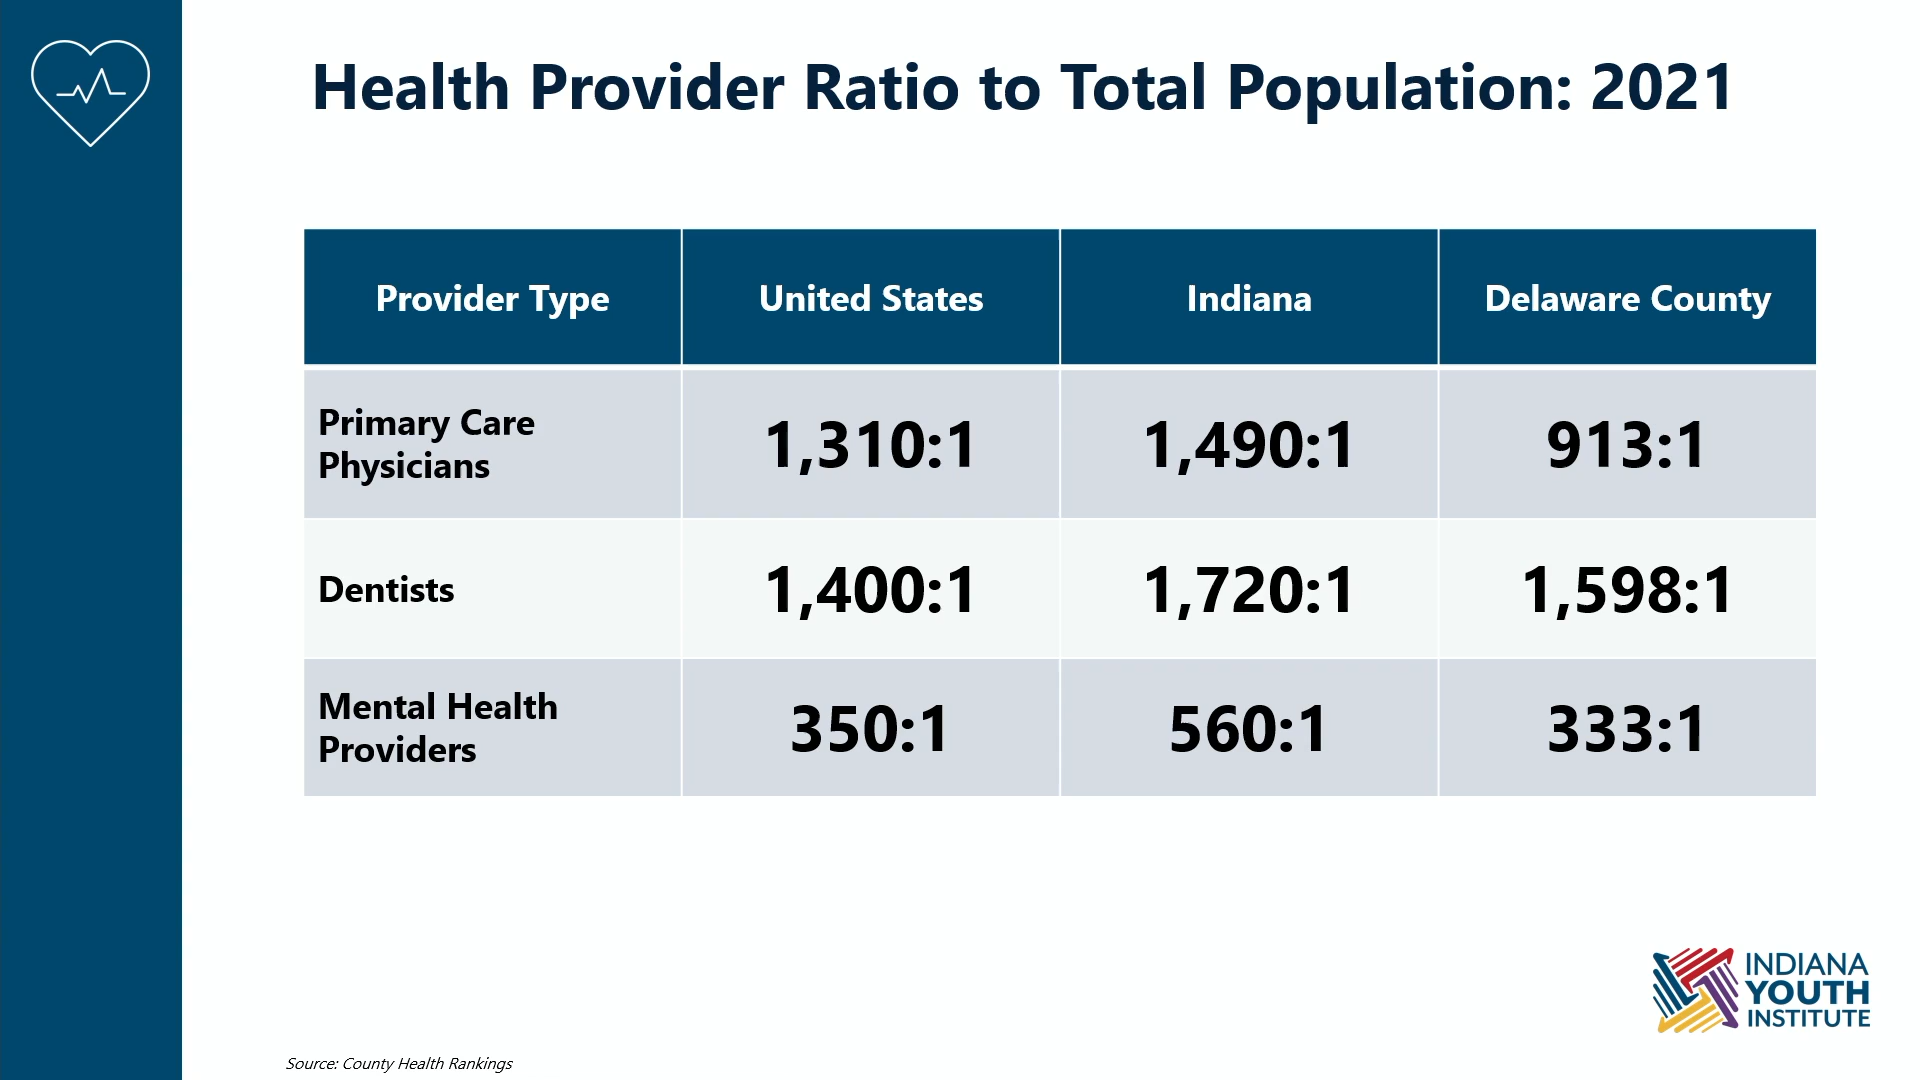 Health Provider Ratio to Total Population: 2021
Provider Type United States Indiana Delaware County
Primary Care
Physicians
1,310:1 1,490:1 913:1
Dentists 1,400:1 1,720:1 1,598:1
Mental Health
Providers
350:1 560:1 333:1
INDIANA
YOUTH
INSTITUTE
Source: County Health Rankings